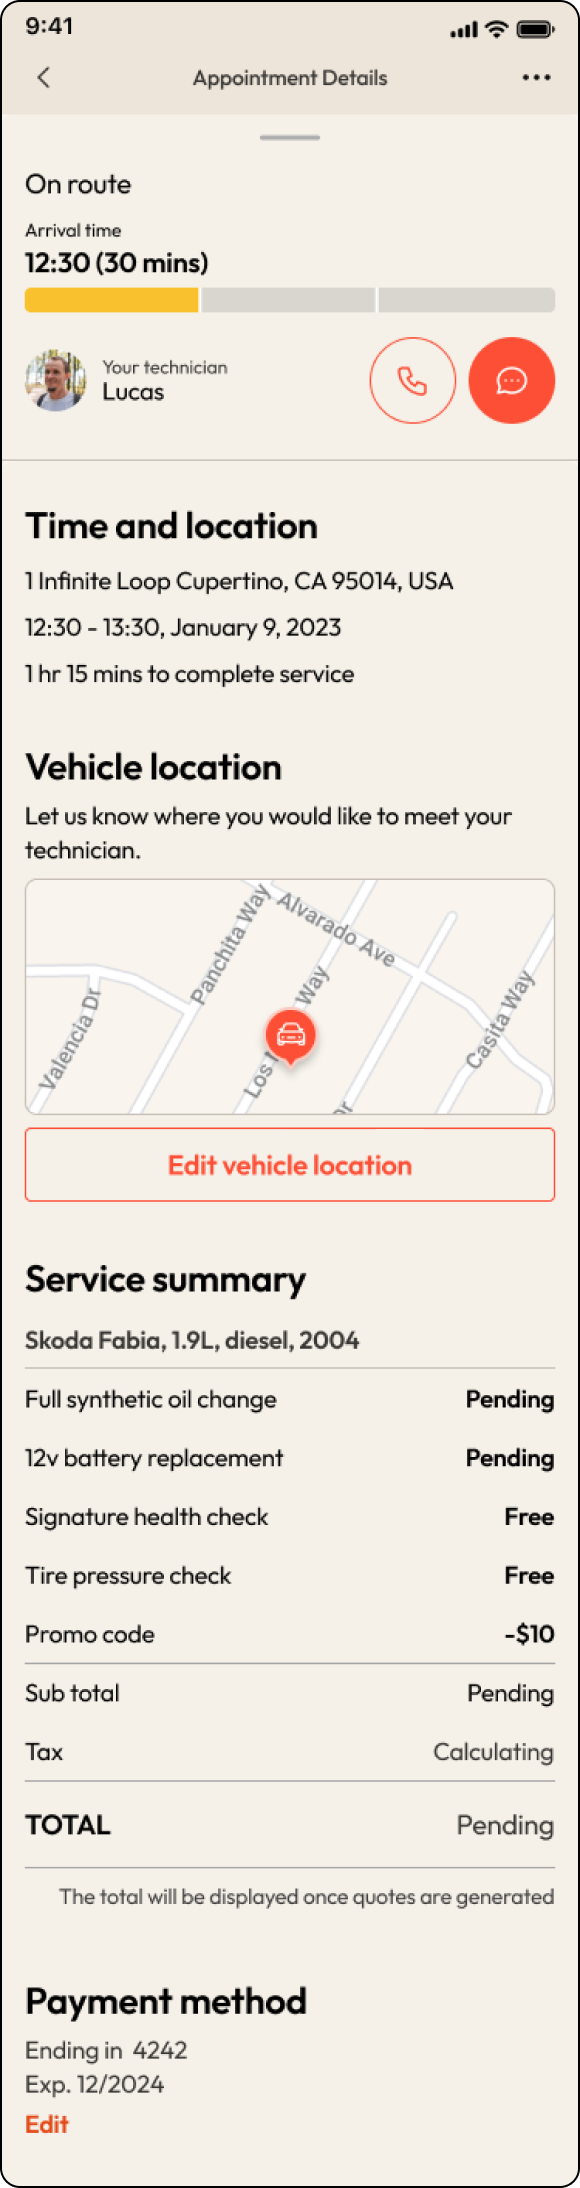 9:41
Appointment Details
On route
Arrival time
12:30 (30 mins)
Your technician
Lucas
Time and location
1 Infinite Loop Cupertino, CA 95014, USA
12:30 - 13:30, January 9, 2023
1 hr 15 mins to complete service
Vehicle location
Let us know where you would like to meet your
technician.
Panchita Way
Alvarado Ave
Valencia Dr
Los
Way
Casita Way
Edit vehicle location
Service summary
Skoda Fabia, 1.9L, diesel, 2004
Full synthetic oil change Pending
12v battery replacement Pending
Signature health check Free
Tire pressure check Free
Promo code -$10
Sub total Pending
Tax Calculating
TOTAL Pending
The total will be displayed once quotes are generated
Payment method
Ending in 4242
Exp. 12/2024
Edit